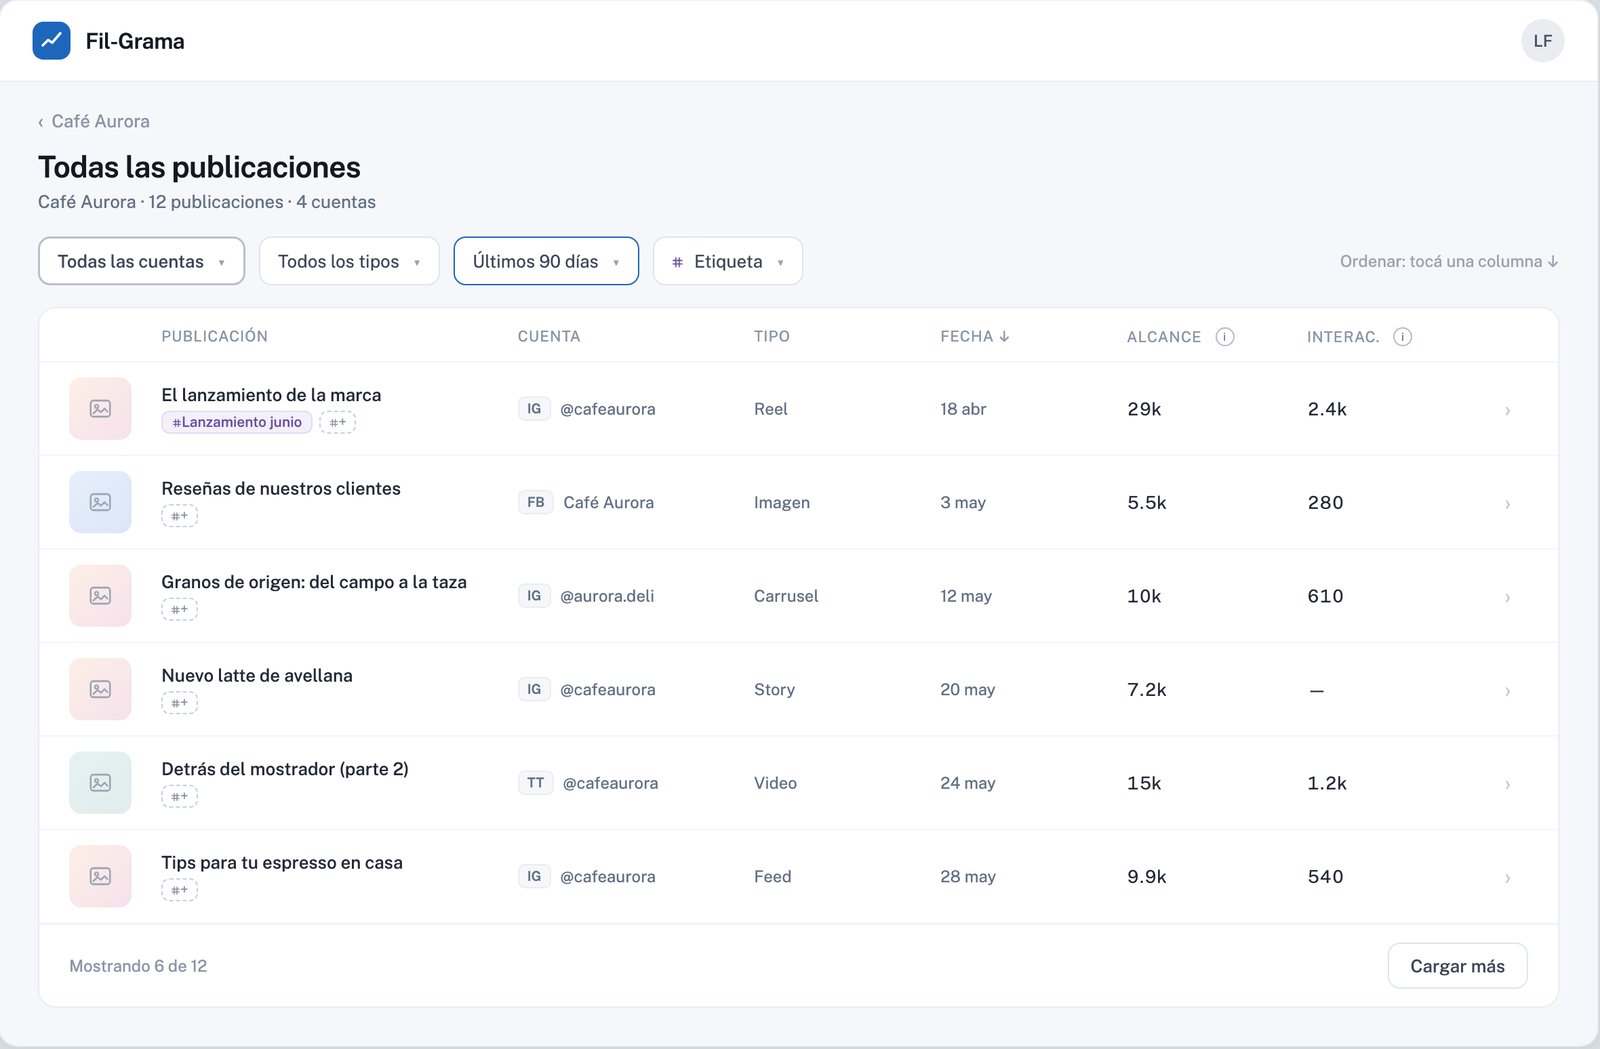 Fil-Grama
LF
‹ Café Aurora
Todas las publicaciones
Café Aurora · 12 publicaciones · 4 cuentas
Todas las cuentas ▾ Todos los tipos ▾ Últimos 90 días ▾ # Etiqueta ▾ Ordenar: tocá una columna ↓
PUBLICACIÓN CUENTA TIPO FECHA ↓ ALCANCE i INTERAC. i
El lanzamiento de la marca
#Lanzamiento junio #+
IG @cafeaurora Reel 18 abr 29k 2.4k ›
Reseñas de nuestros clientes
#+
FB Café Aurora Imagen 3 may 5.5k 280 ›
Granos de origen: del campo a la taza
#+
IG @aurora.deli Carrusel 12 may 10k 610 ›
Nuevo latte de avellana
#+
IG @cafeaurora Story 20 may 7.2k — ›
Detrás del mostrador (parte 2)
#+
TT @cafeaurora Video 24 may 15k 1.2k ›
Tips para tu espresso en casa
#+
IG @cafeaurora Feed 28 may 9.9k 540 ›
Mostrando 6 de 12 Cargar más